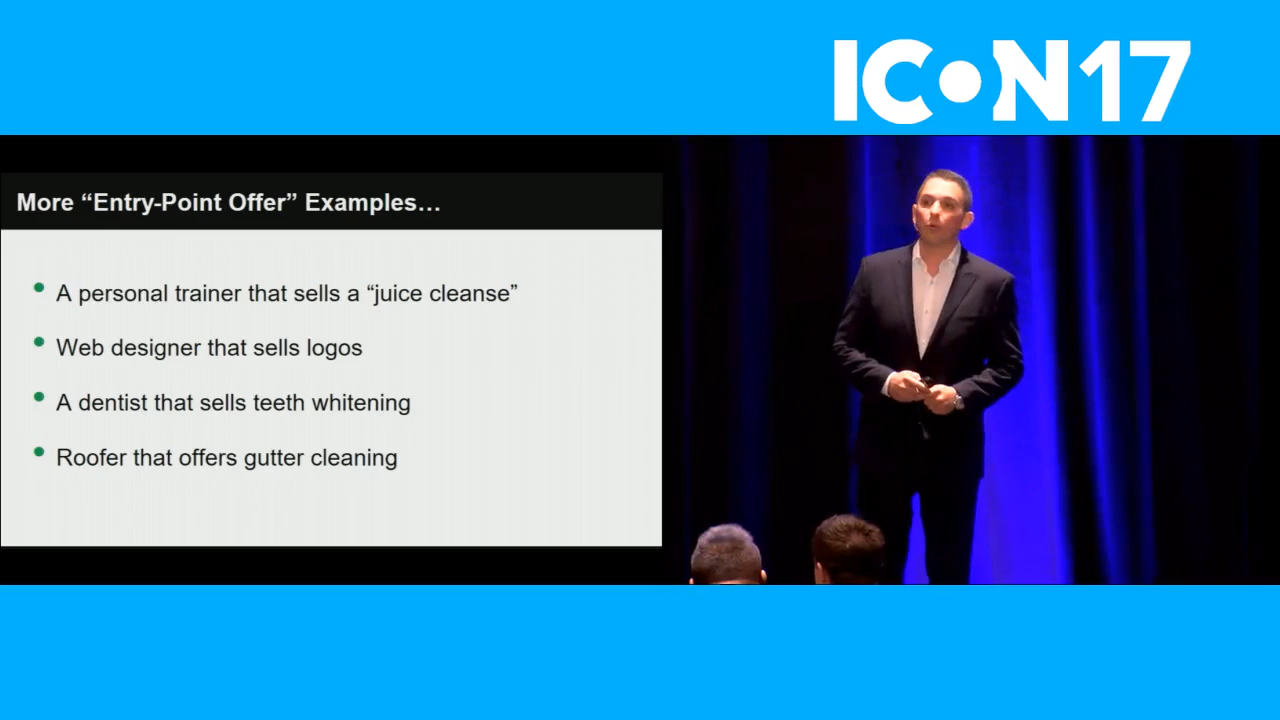 ICON17
More “Entry-Point Offer” Examples…
A personal trainer that sells a “juice cleanse”
Web designer that sells logos
A dentist that sells teeth whitening
Roofer that offers gutter cleaning